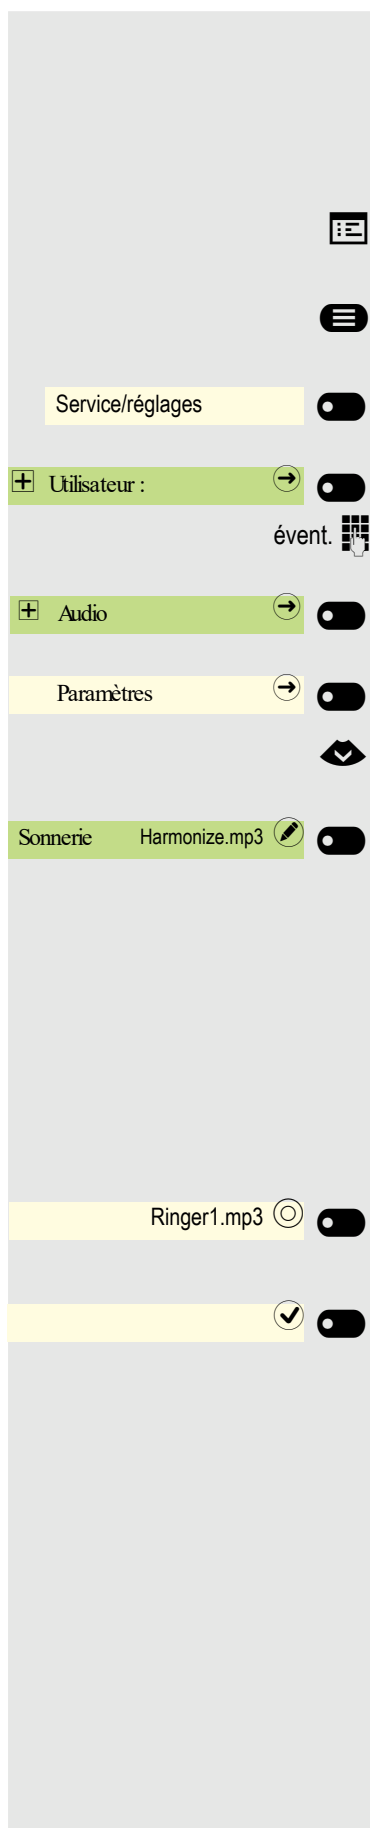 Service/réglages
Utilisateur :
évent.
Audio
Paramètres
Sonnerie Harmonize.mp3
Ringer1.mp3